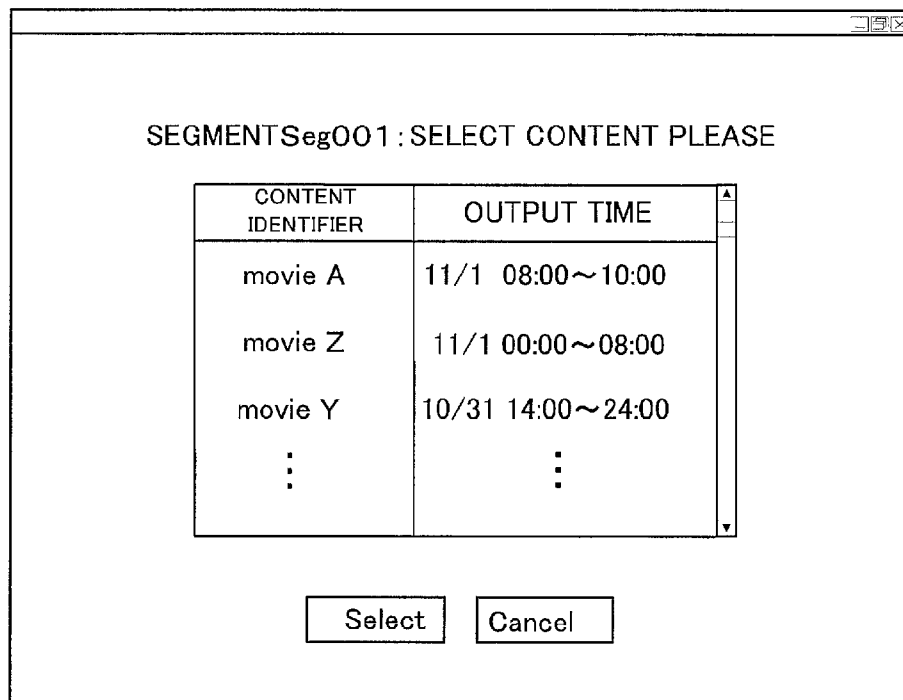 SEGMENTSeg001:SELECT CONTENT PLEASE
CONTENT IDENTIFIER OUTPUT TIME
movie A 11/1 08:00～10:00
movie Z 11/1 00:00～08:00
movie Y 10/31 14:00～24:00
⋮ ⋮
Select Cancel